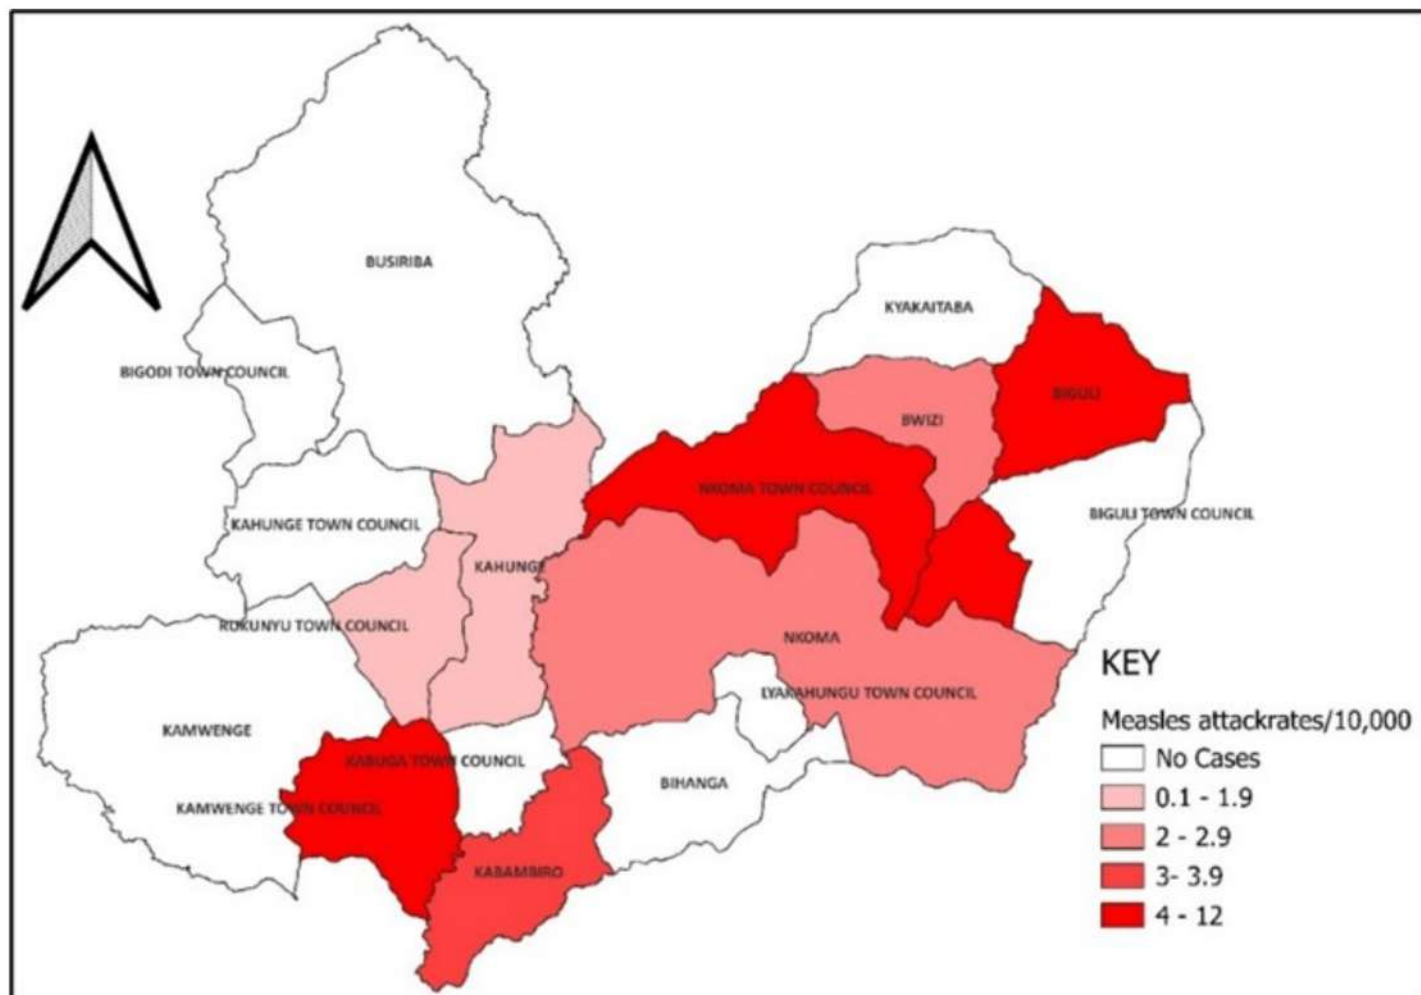 BUSIRIBA
KYAKAITABA
BIGODI TOWN COUNCIL
BIGULI
BWIZI
NKOMA TOWN COUNCIL
BIGULI TOWN COUNCIL
KAHUNGE TOWN COUNCIL
KAHUNGE
RUKUNYU TOWN COUNCIL
NKOMA
LYAKAHUNGU TOWN COUNCIL
KAMWENGE
KABUGA TOWN COUNCIL
BIHANGA
KAMWENGE TOWN COUNCIL
KABAMBIRO
KEY
Measles attackrates/10,000
No Cases
0.1 - 1.9
2 - 2.9
3- 3.9
4 - 12